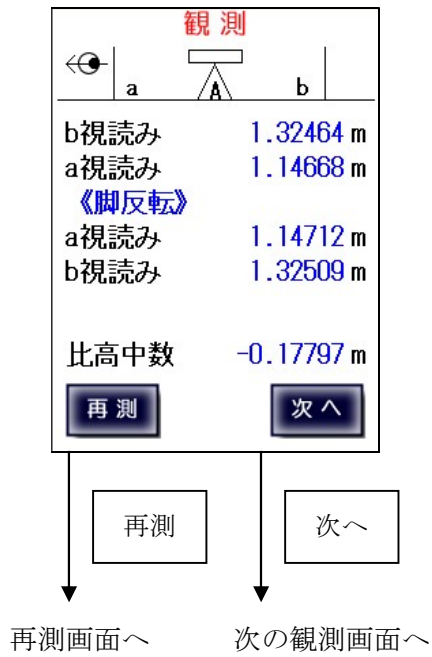 観 測
a A b
b視読み 1.32464 m
a視読み 1.14668 m
《脚反転》
a視読み 1.14712 m
b視読み 1.32509 m
比高中数 -0.17797 m
再 測 次 へ
再測 次へ
再測画面へ 次の観測画面へ